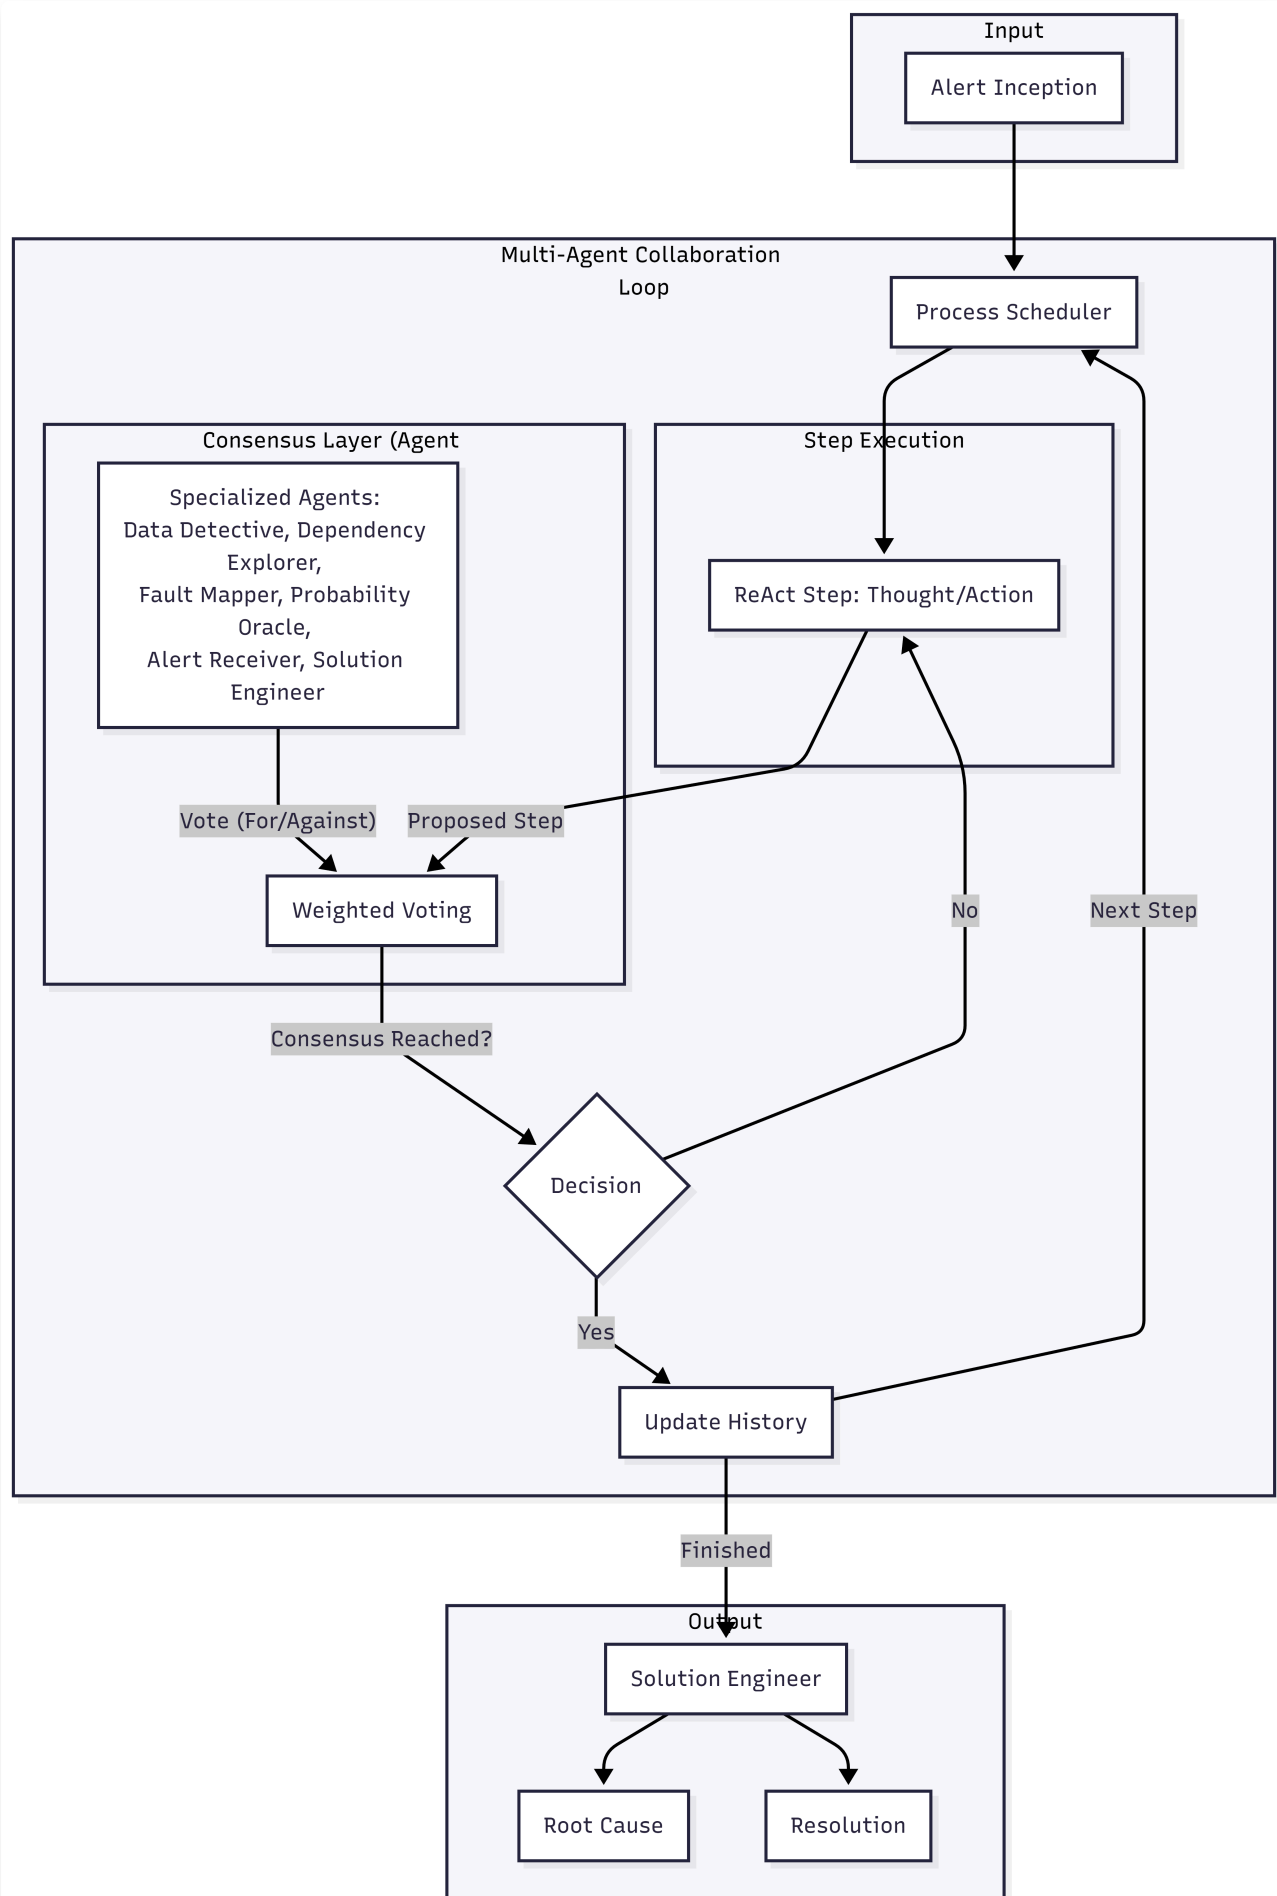 Input
Alert Inception
Multi-Agent Collaboration
Loop
Process Scheduler
Consensus Layer (Agent
Step Execution
Specialized Agents:
Data Detective, Dependency
Explorer,
Fault Mapper, Probability
Oracle,
Alert Receiver, Solution
Engineer
ReAct Step: Thought/Action
Vote (For/Against)
Proposed Step
Weighted Voting
No
Next Step
Consensus Reached?
Decision
Yes
Update History
Finished
Output
Solution Engineer
Root Cause
Resolution